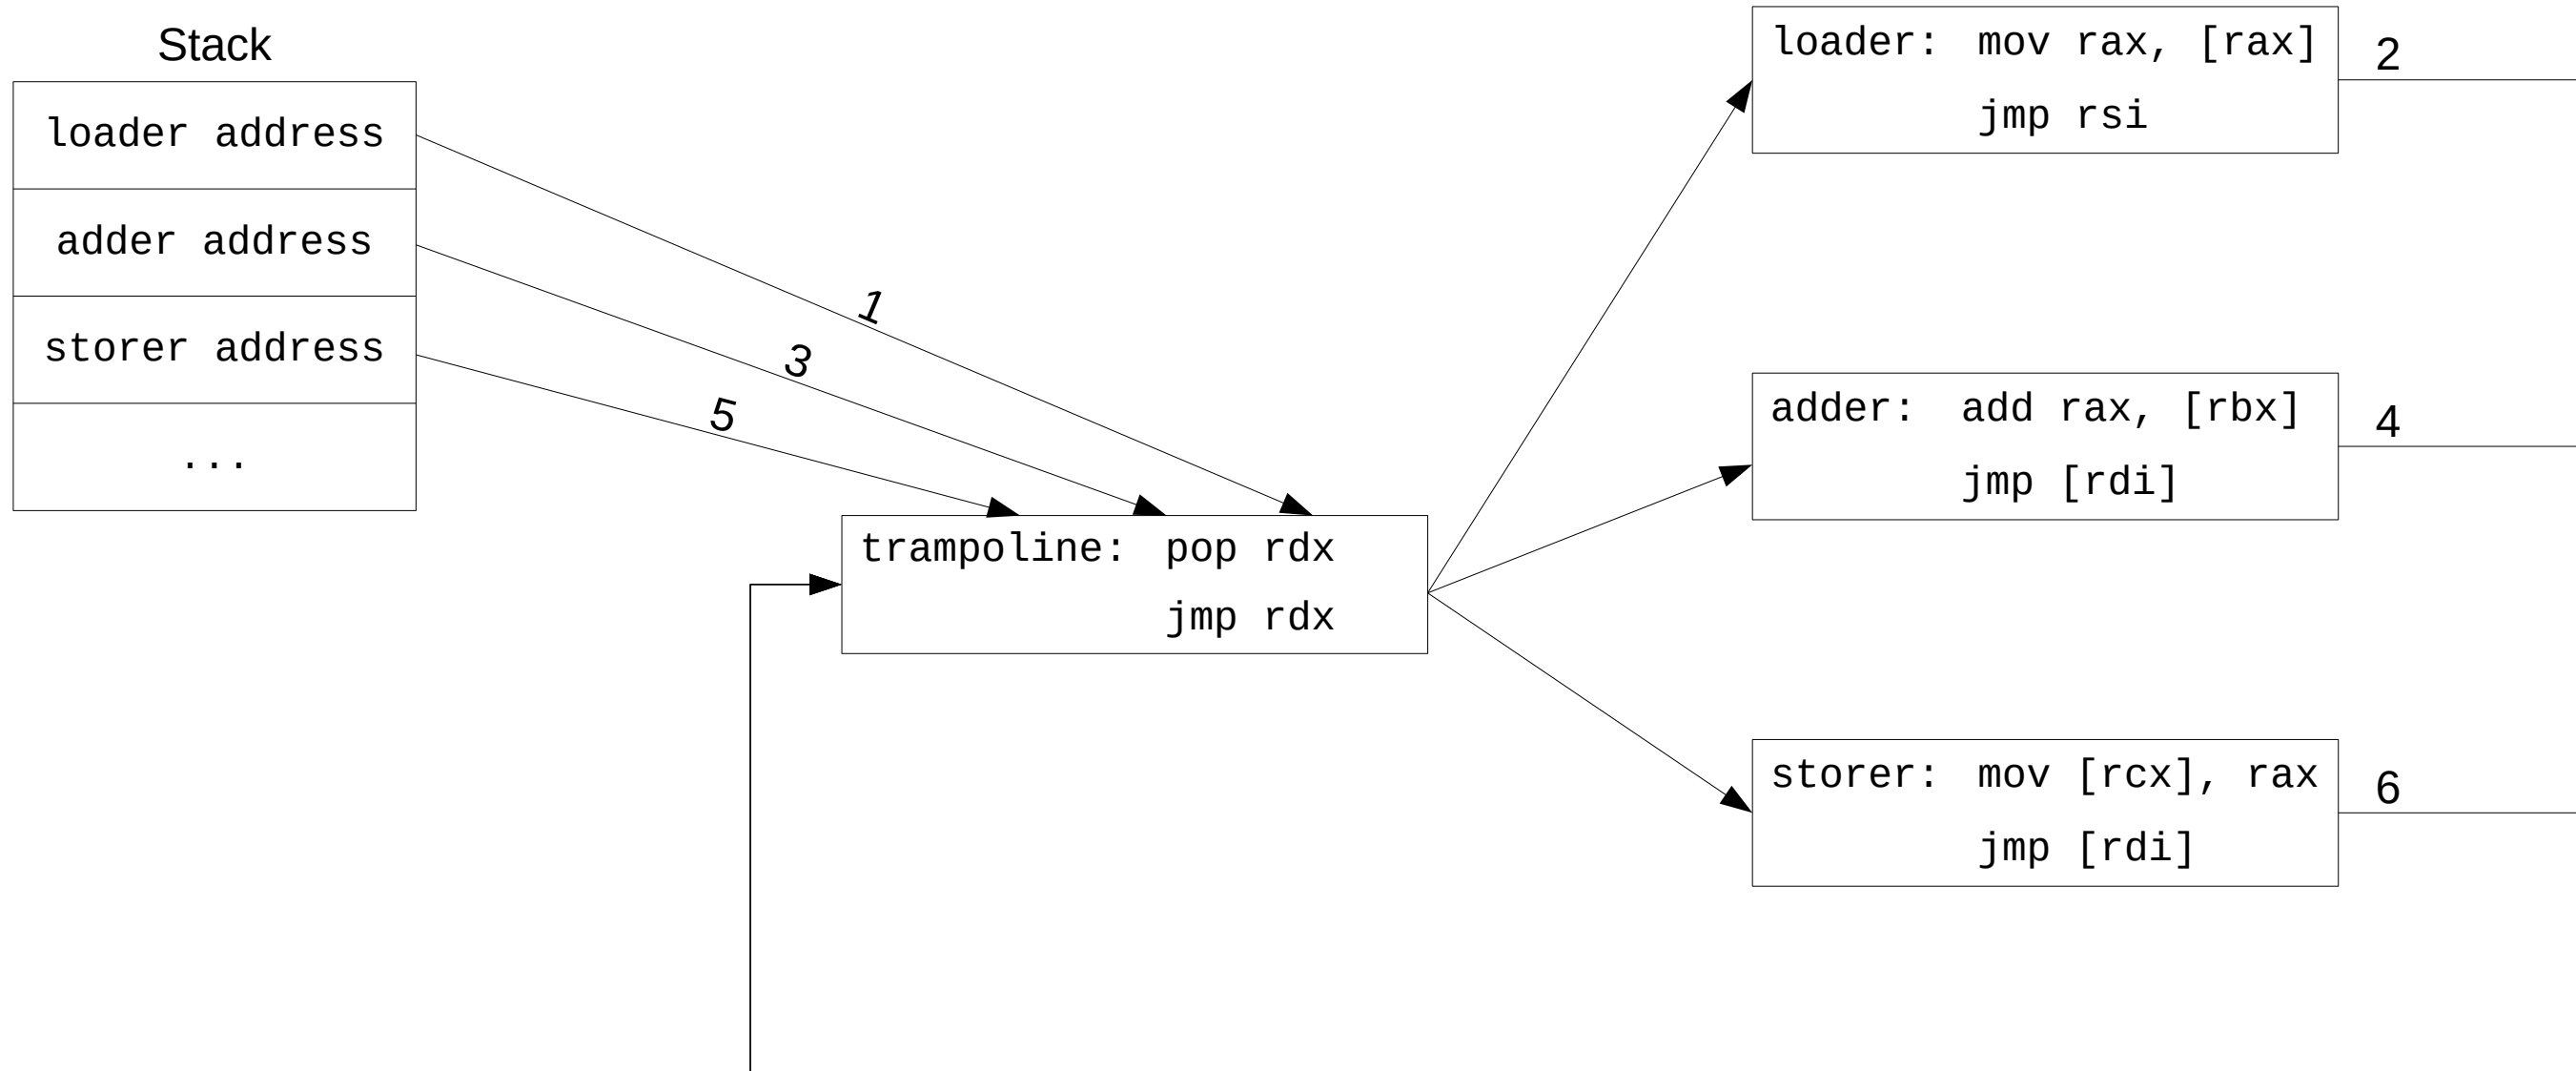 Stack
loader address
adder address
storer address
...
1
3
5
trampoline: pop rdx
jmp rdx
loader: mov rax, [rax]
jmp rsi
2
adder: add rax, [rbx]
jmp [rdi]
4
storer: mov [rcx], rax
jmp [rdi]
6